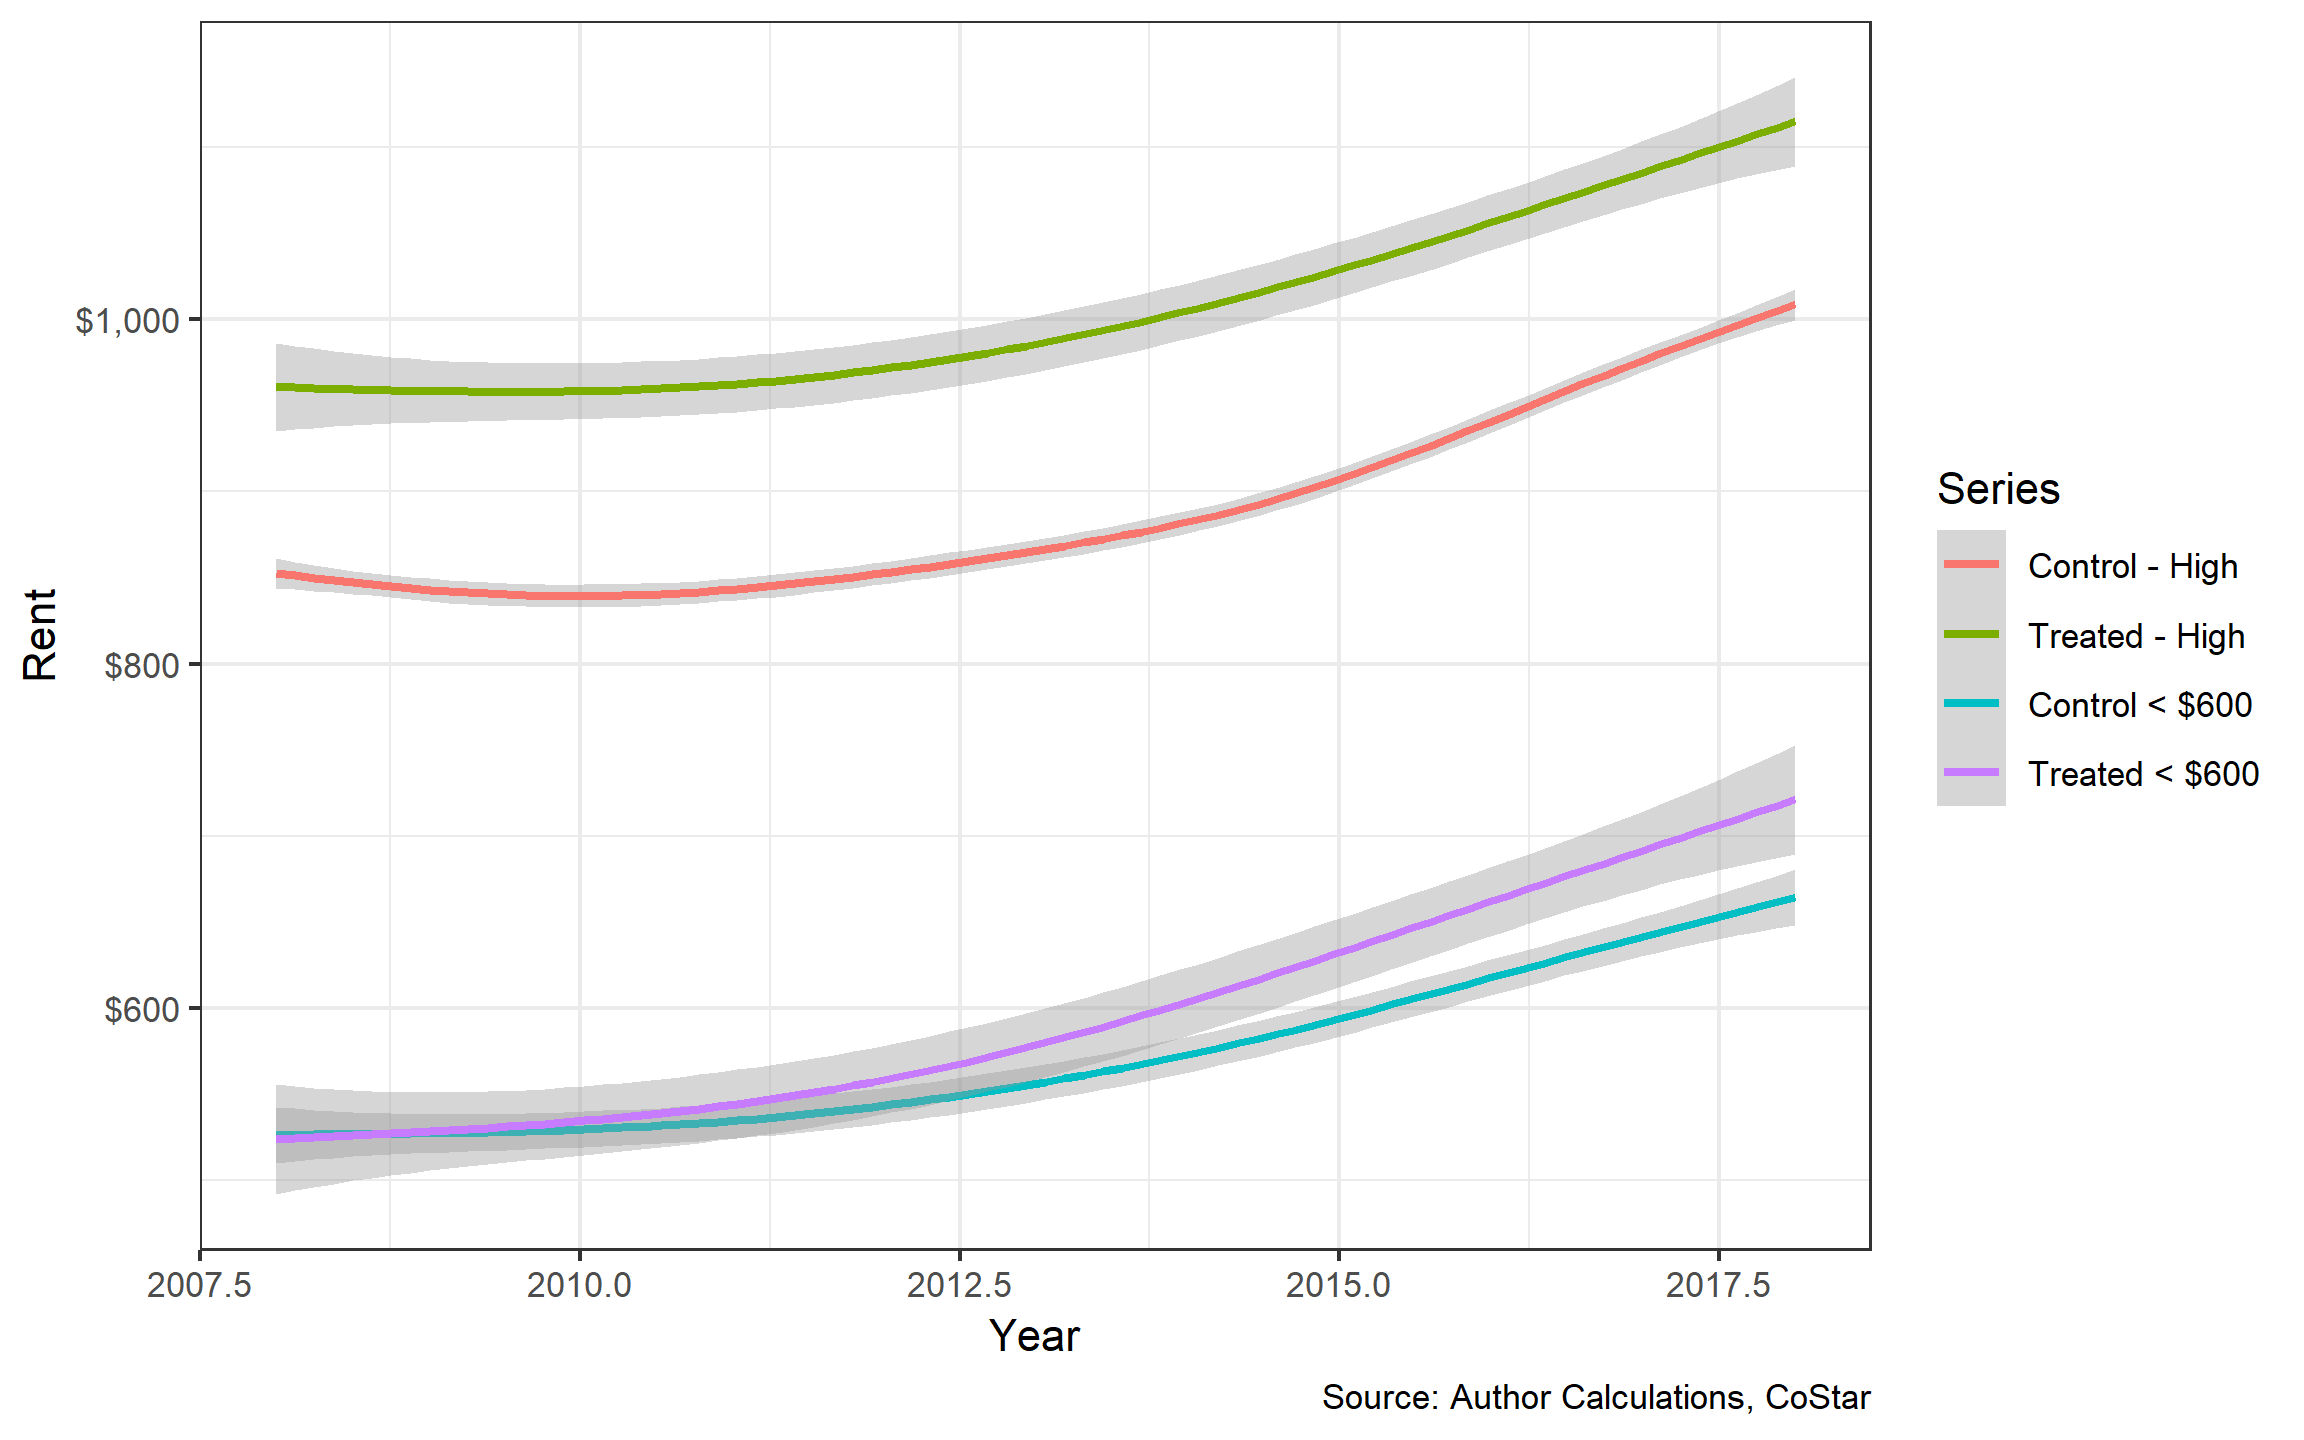 $1,000
$800
$600
Rent
2007.5 2010.0 2012.5 2015.0 2017.5
Year
Series
Control - High
Treated - High
Control < $600
Treated < $600
Source: Author Calculations, CoStar